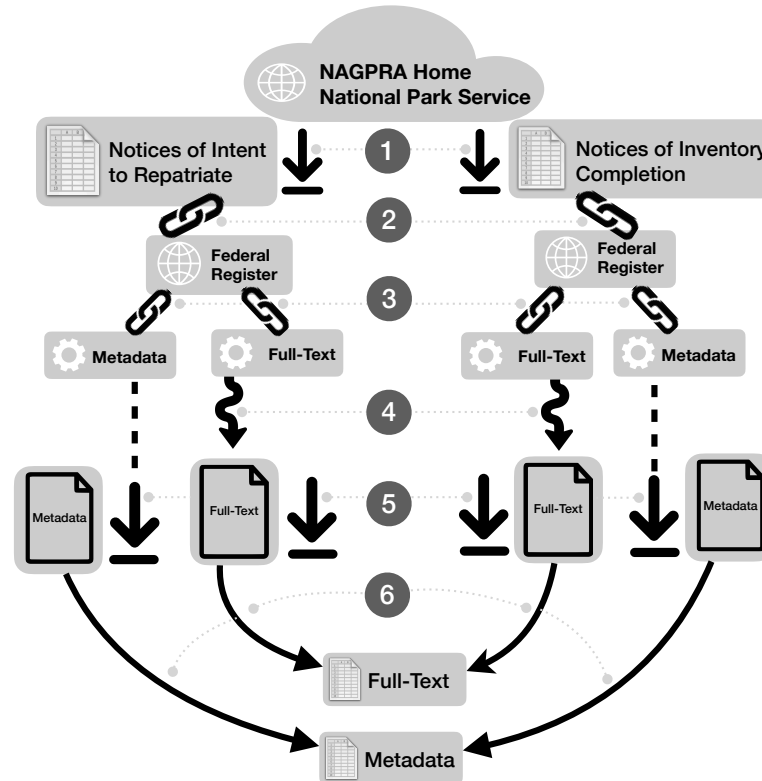 NAGPRA Home
National Park Service
1
Notices of Intent
to Repatriate
Notices of Inventory
Completion
2
Federal
Register
Federal
Register
3
Metadata
Full-Text
Full-Text
Metadata
4
Metadata
Full-Text
5
Full-Text
Metadata
6
Full-Text
Metadata